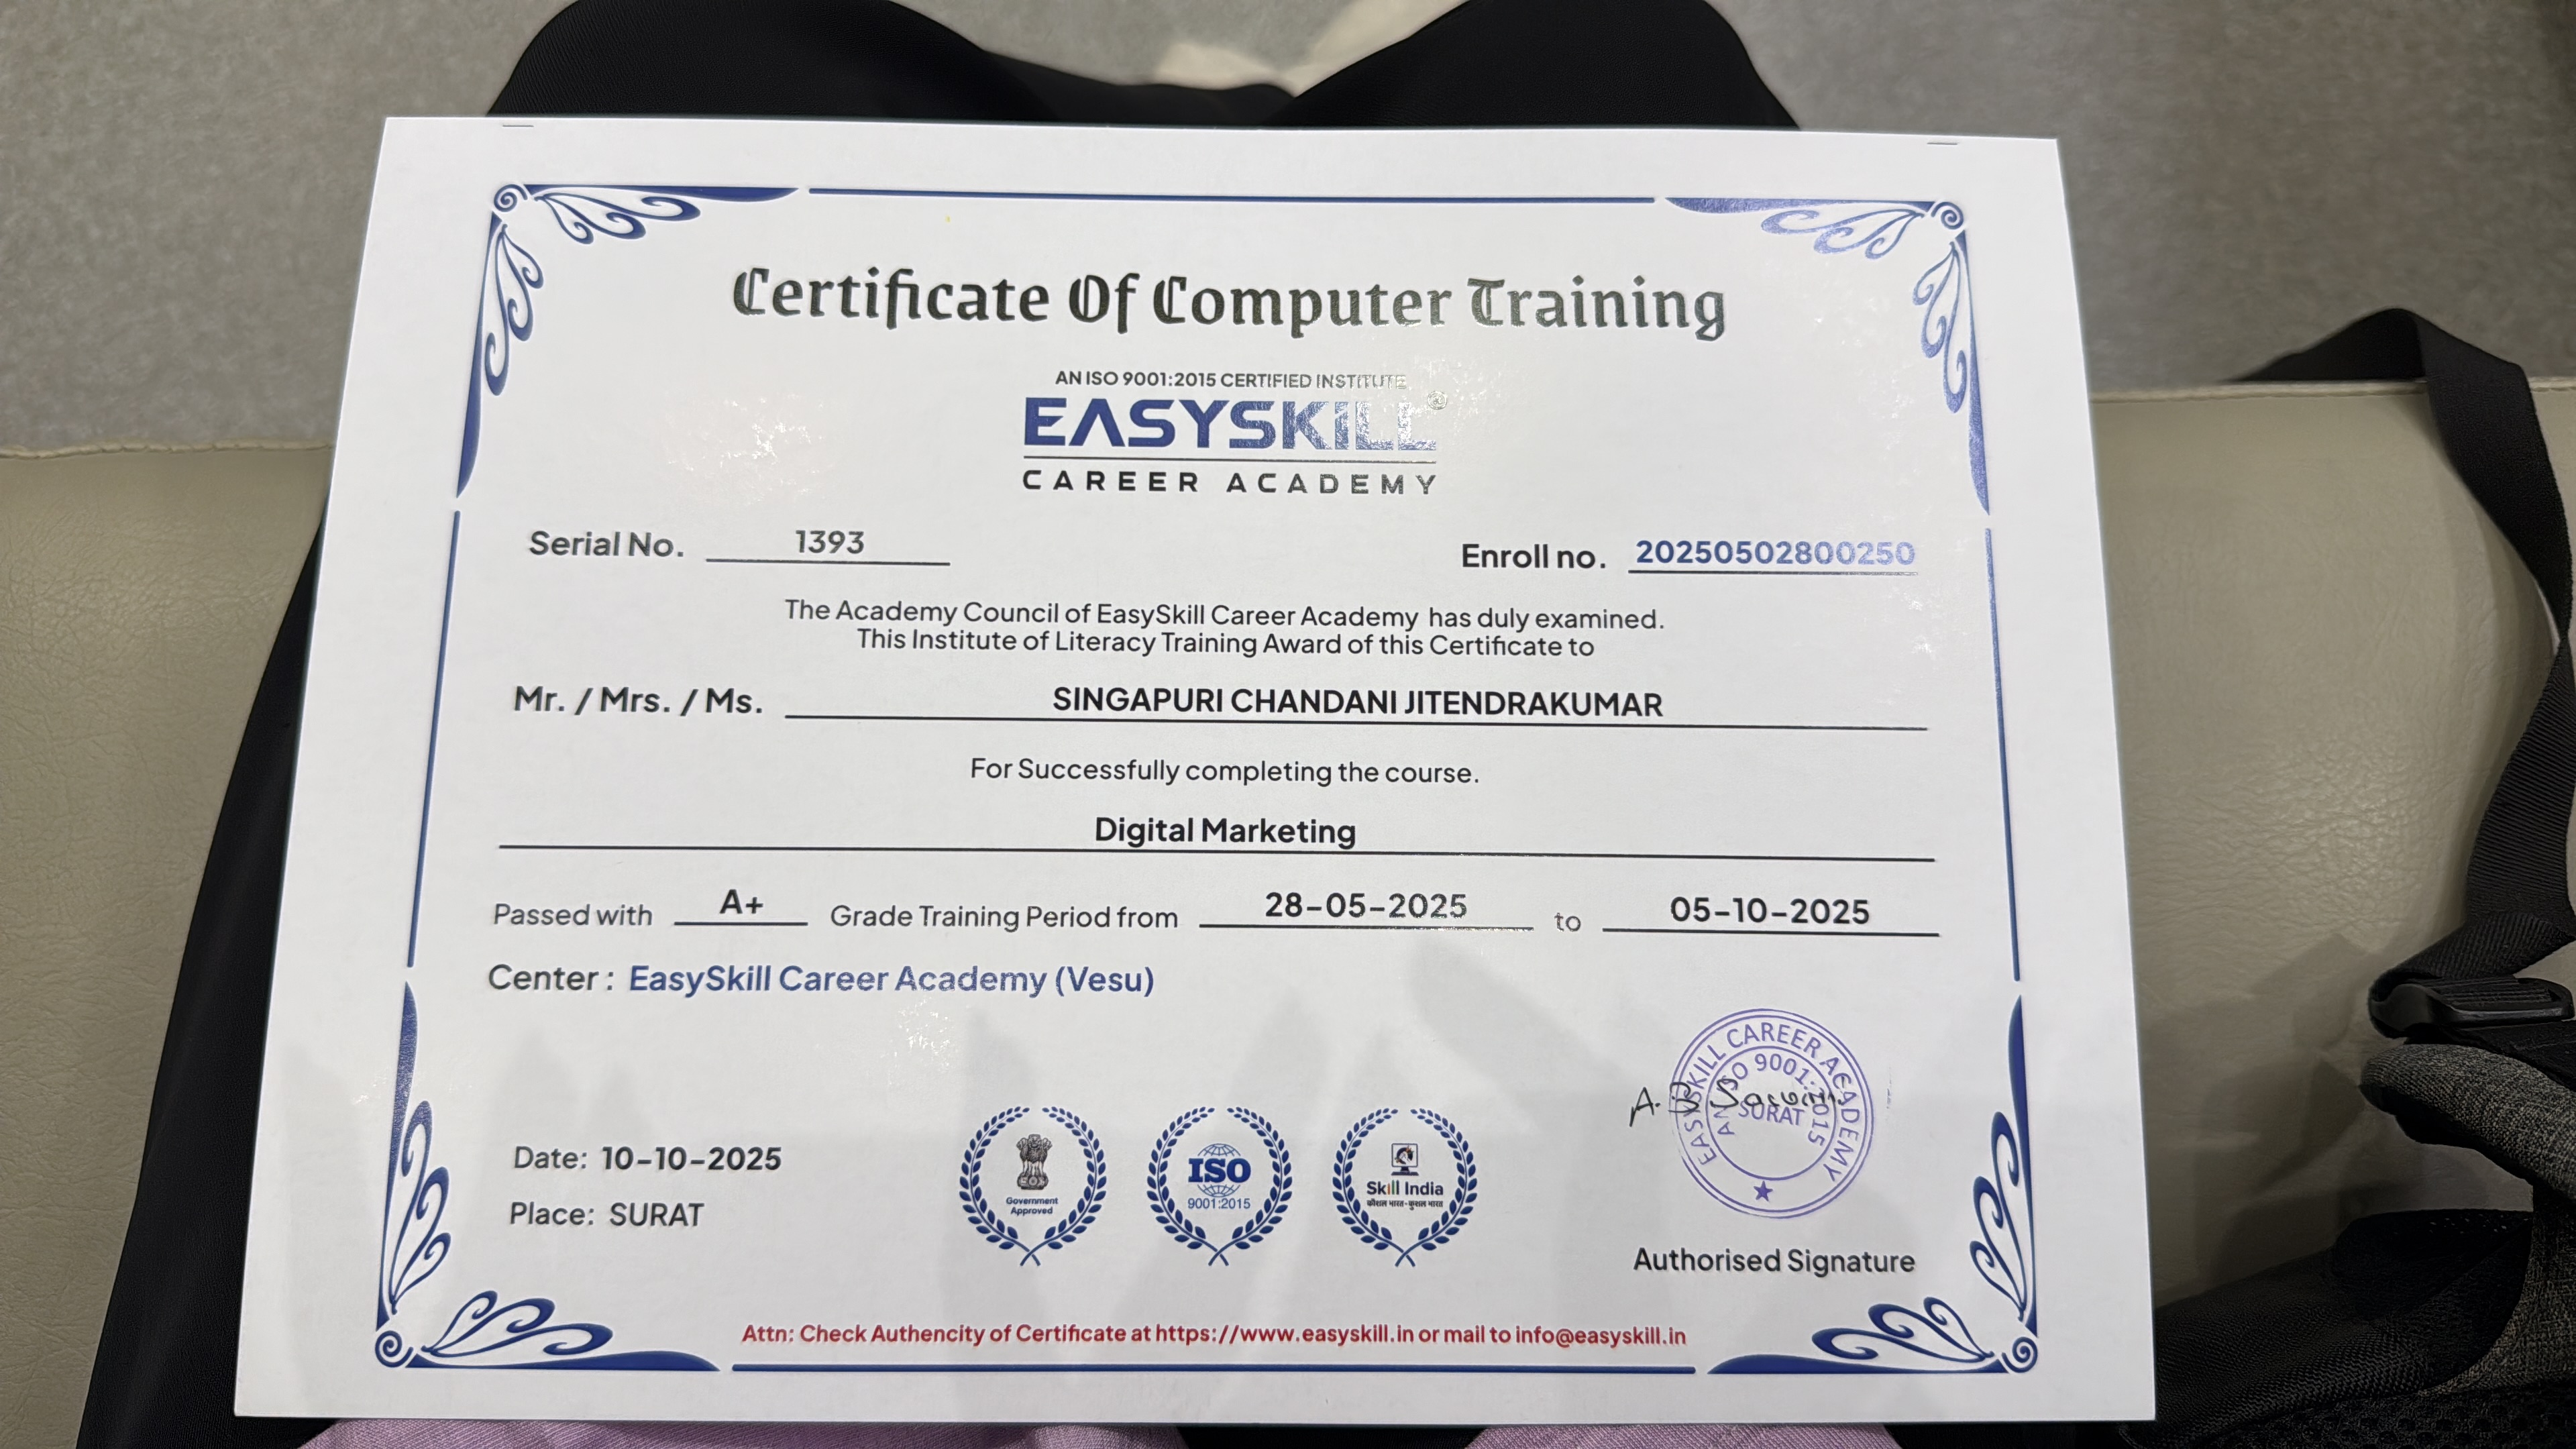 Certificate Of Computer Training
AN ISO 9001:2015 CERTIFIED INSTITUTE
EASYSKiLL®
CAREER ACADEMY
Serial No. 1393
Enroll no. 20250502800250
The Academy Council of EasySkill Career Academy has duly examined.
This Institute of Literacy Training Award of this Certificate to
Mr. / Mrs. / Ms. SINGAPURI CHANDANI JITENDRAKUMAR
For Successfully completing the course.
Digital Marketing
Passed with A+ Grade Training Period from 28-05-2025 to 05-10-2025
Center : EasySkill Career Academy (Vesu)
EASYSKILL CAREER ACADEMY
AN ISO 9001:2015
SURAT
A. B
Date: 10-10-2025
Place: SURAT
Government
Approved
ISO
9001:2015
Skill India
कौशल भारत-कुशल भारत
Authorised Signature
Attn: Check Authencity of Certificate at https://www.easyskill.in or mail to info@easyskill.in